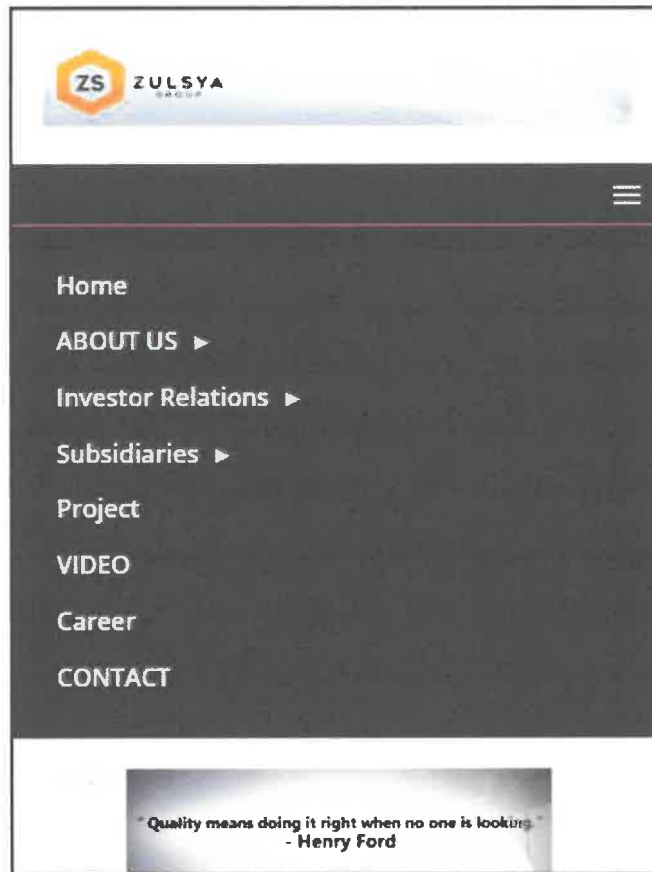 ZS ZULSYA
GROUP
Home
ABOUT US ►
Investor Relations ►
Subsidiaries ►
Project
VIDEO
Career
CONTACT
" Quality means doing it right when no one is looking. "
- Henry Ford